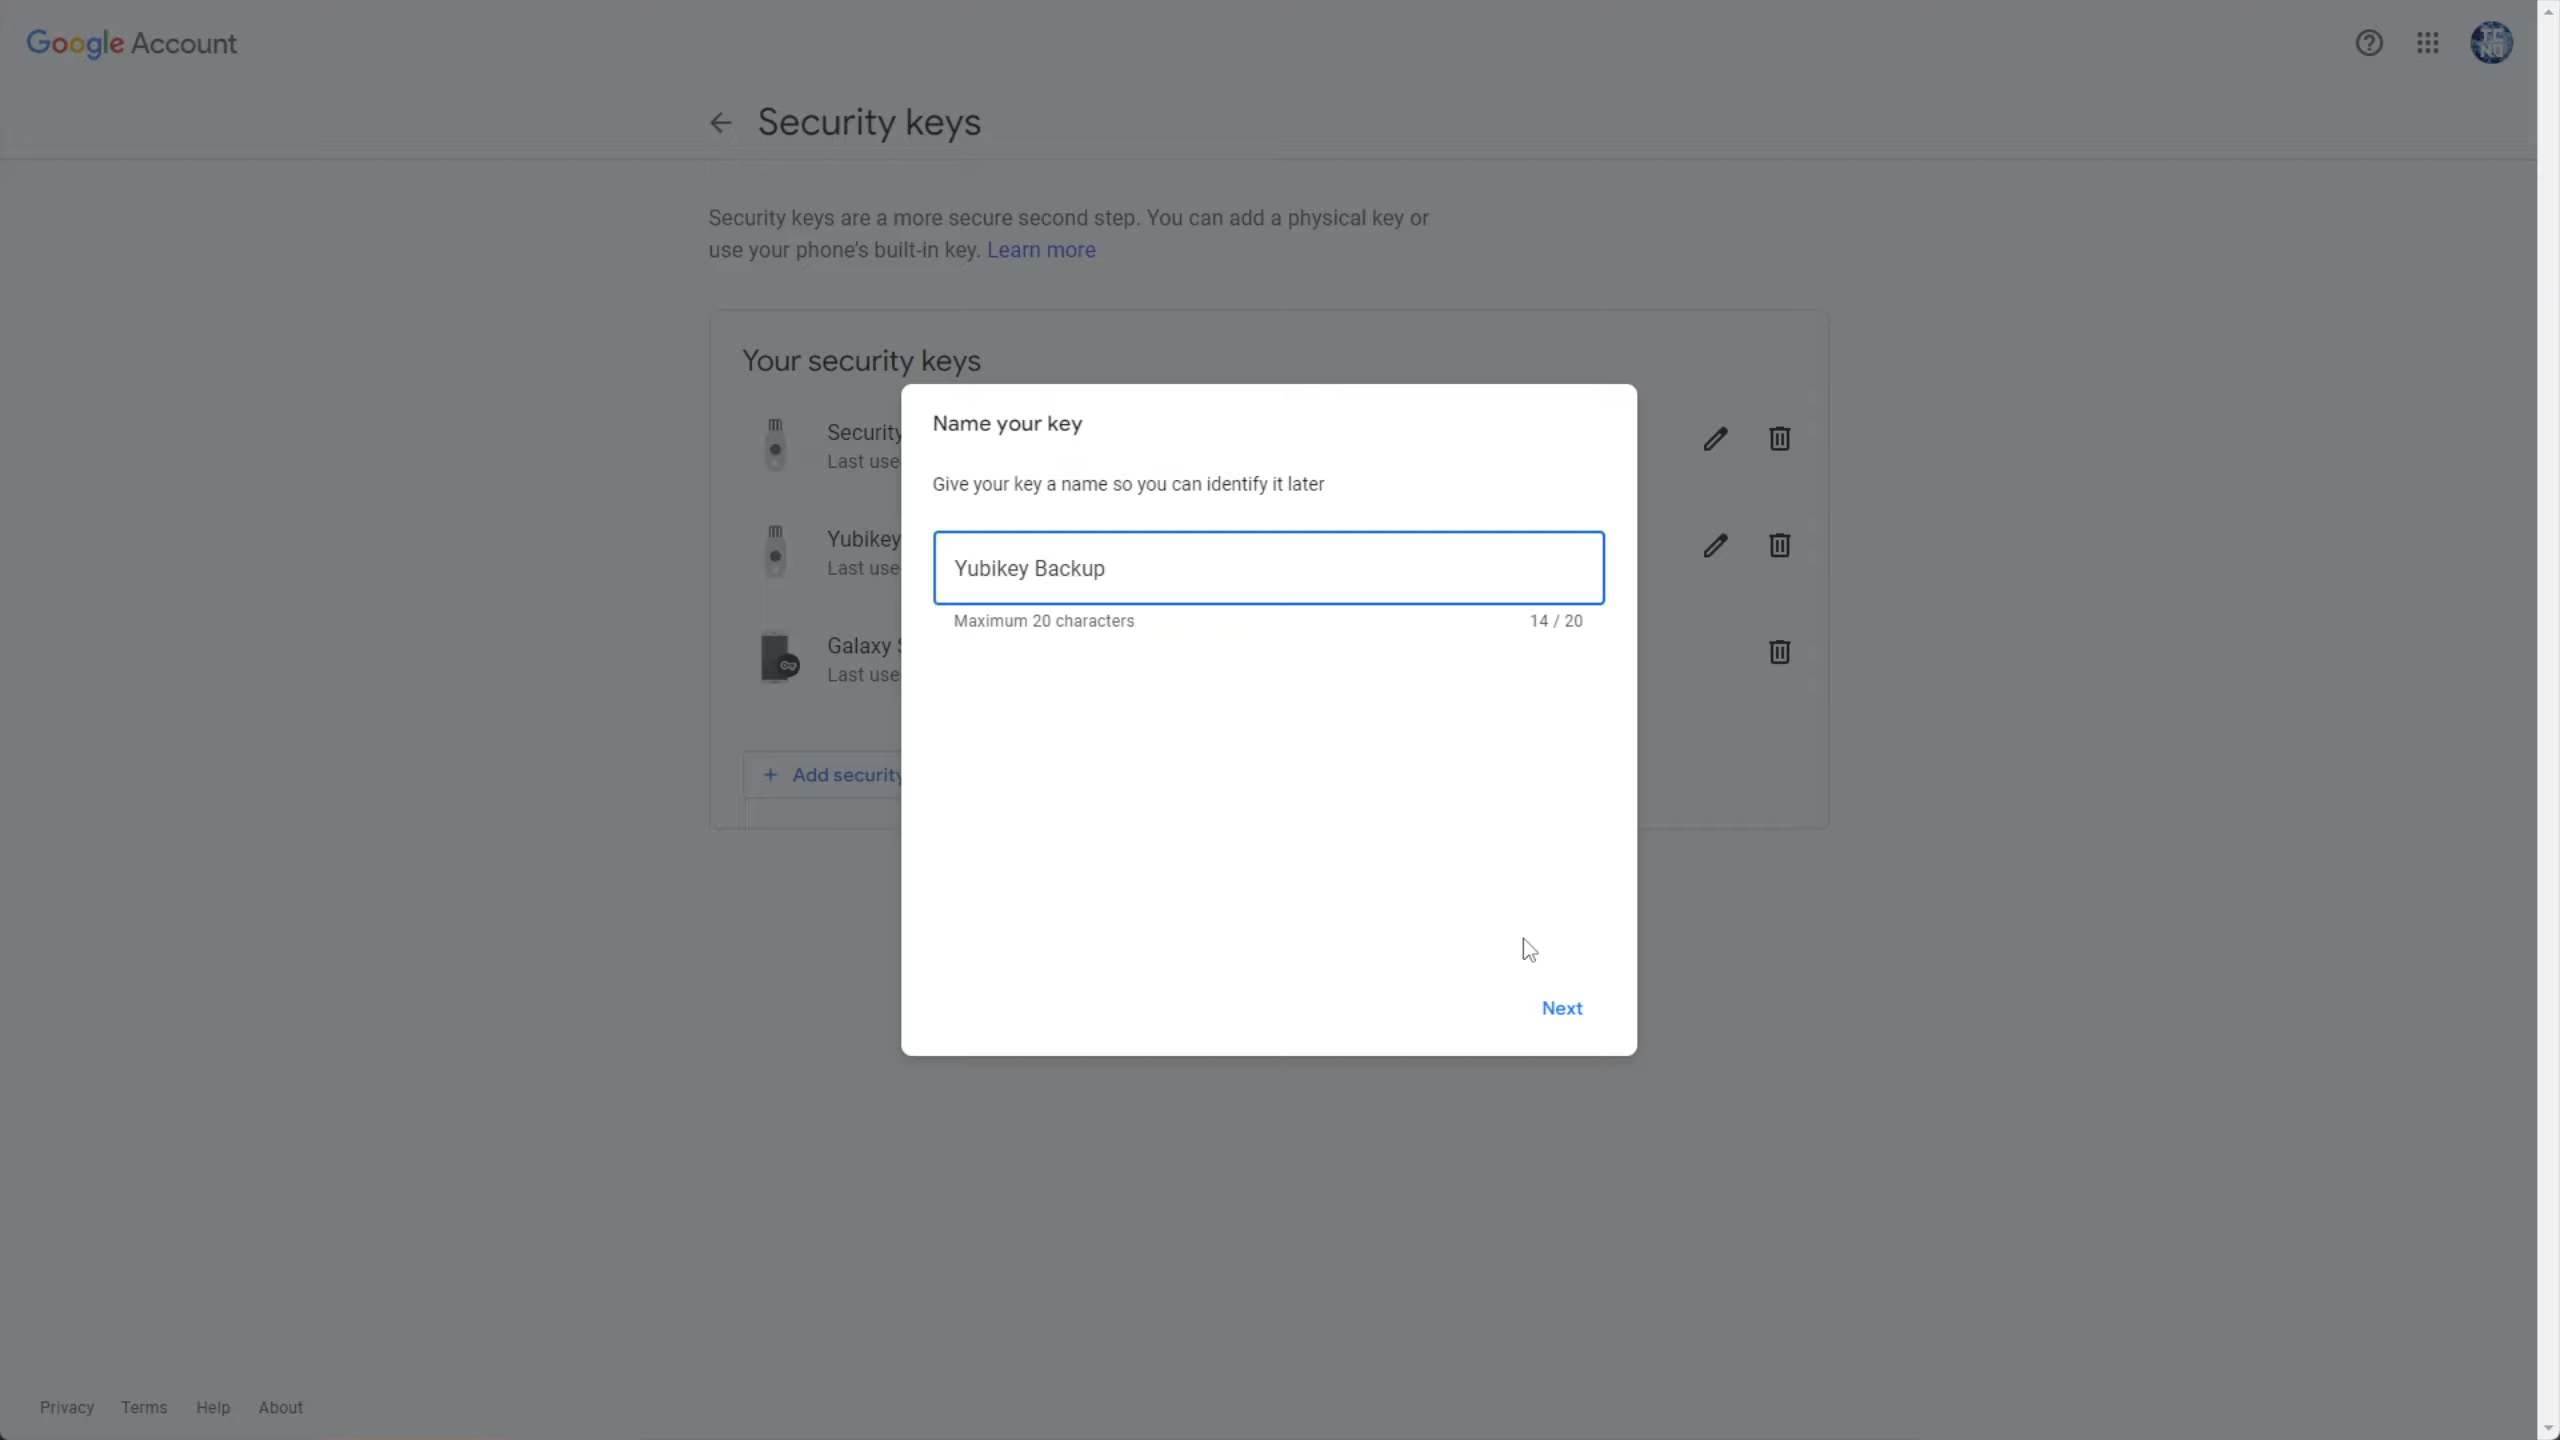 Google Account
Security keys
Security keys are a more secure second step. You can add a physical key or
use your phone's built-in key. Learn more
Your security keys
Security
Last use
Yubikey
Last use
Galaxy
Last use
+ Add security
Name your key
Give your key a name so you can identify it later
Yubikey Backup
Maximum 20 characters
14 / 20
Next
Privacy
Terms
Help
About